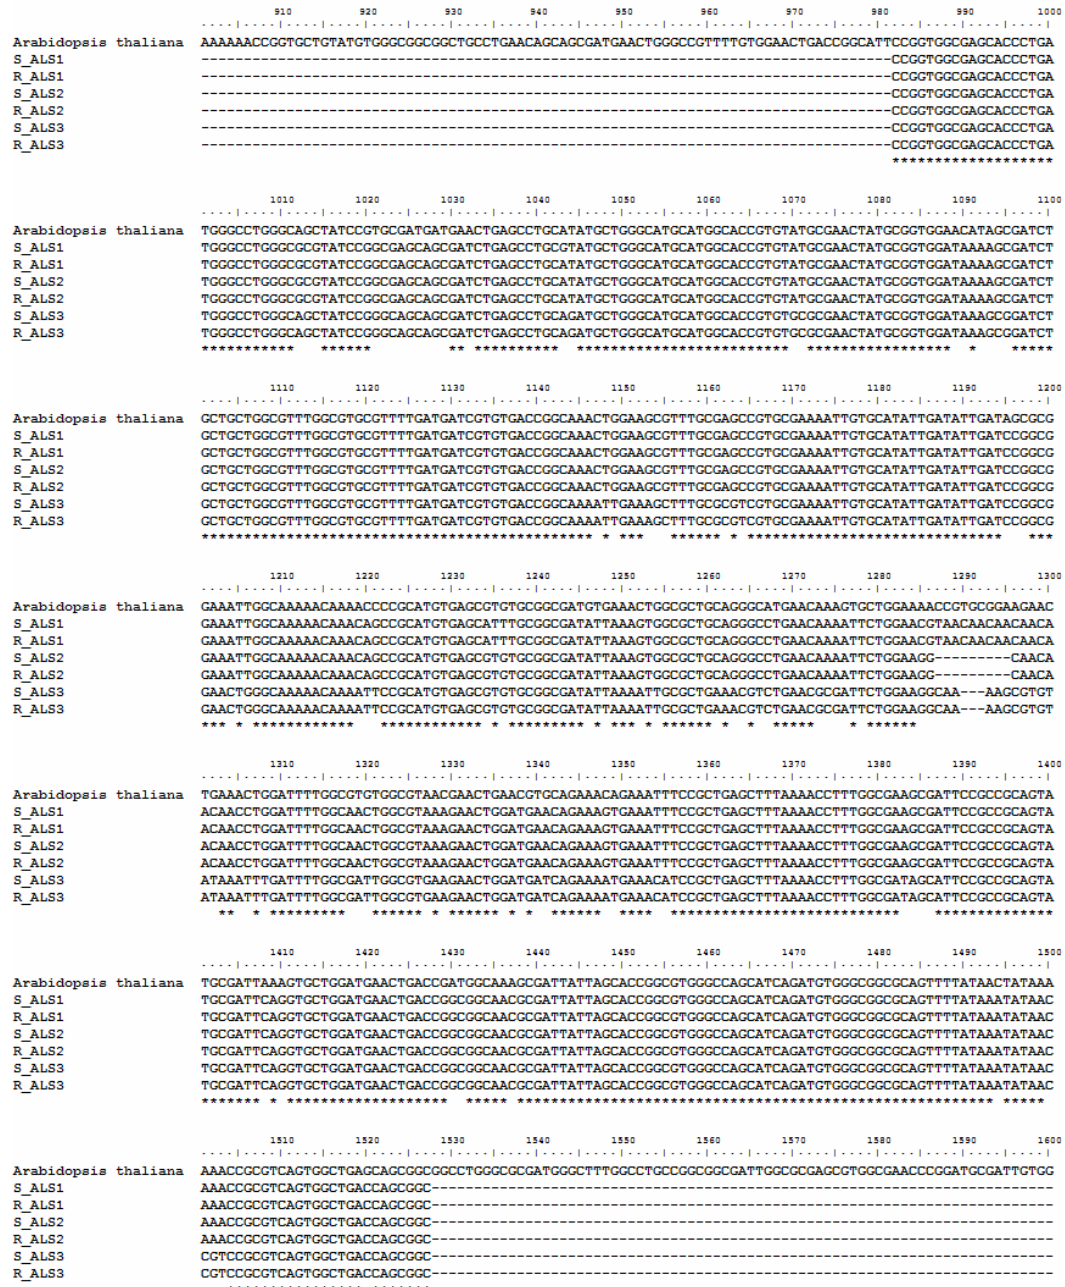 910 920 930 940 950 960 970 980 990 1000
....|....|....|....|....|....|....|....|....|....|....|....|....|....|....|....|....|....|....|....|
Arabidopsis thaliana AAAAAACCGGTGCTGTATGTGGGCGGCGGCTGCCTGAACAGCAGCGATGAACTGGGCCGTTTTGTGGAACTGACCGGCATTCCGGTGGCGAGCACCCTGA
S_ALS1 ---------------------------------------------------------------------------------CCGGTGGCGAGCACCCTGA
R_ALS1 ---------------------------------------------------------------------------------CCGGTGGCGAGCACCCTGA
S_ALS2 ---------------------------------------------------------------------------------CCGGTGGCGAGCACCCTGA
R_ALS2 ---------------------------------------------------------------------------------CCGGTGGCGAGCACCCTGA
S_ALS3 ---------------------------------------------------------------------------------CCGGTGGCGAGCACCCTGA
R_ALS3 ---------------------------------------------------------------------------------CCGGTGGCGAGCACCCTGA
*******************
1010 1020 1030 1040 1050 1060 1070 1080 1090 1100
....|....|....|....|....|....|....|....|....|....|....|....|....|....|....|....|....|....|....|....|
Arabidopsis thaliana TGGGCCTGGGCAGCTATCCGTGCGATGATGAACTGAGCCTGCATATGCTGGGCATGCATGGCACCGTGTATGCGAACTATGCGGTGGAACATAGCGATCT
S_ALS1 TGGGCCTGGGCGCGTATCCGGCGAGCAGCGATCTGAGCCTGCGTATGCTGGGCATGCATGGCACCGTGTATGCGAACTATGCGGTGGATAAAAGCGATCT
R_ALS1 TGGGCCTGGGCGCGTATCCGGCGAGCAGCGATCTGAGCCTGCATATGCTGGGCATGCATGGCACCGTGTATGCGAACTATGCGGTGGATAAAAGCGATCT
S_ALS2 TGGGCCTGGGCGCGTATCCGGCGAGCAGCGATCTGAGCCTGCATATGCTGGGCATGCATGGCACCGTGTATGCGAACTATGCGGTGGATAAAAGCGATCT
R_ALS2 TGGGCCTGGGCGCGTATCCGGCGAGCAGCGATCTGAGCCTGCATATGCTGGGCATGCATGGCACCGTGTATGCGAACTATGCGGTGGATAAAAGCGATCT
S_ALS3 TGGGCCTGGGCAGCTATCCGGGCAGCAGCGATCTGAGCCTGCAGATGCTGGGCATGCATGGCACCGTGTGCGCGAACTATGCGGTGGATAAAGCGGATCT
R_ALS3 TGGGCCTGGGCAGCTATCCGGGCAGCAGCGATCTGAGCCTGCAGATGCTGGGCATGCATGGCACCGTGTGCGCGAACTATGCGGTGGATAAAGCGGATCT
***********   ******         ** **********  *************************  ***************** *    *****
1110 1120 1130 1140 1150 1160 1170 1180 1190 1200
....|....|....|....|....|....|....|....|....|....|....|....|....|....|....|....|....|....|....|....|
Arabidopsis thaliana GCTGCTGGCGTTTGGCGTGCGTTTTGATGATCGTGTGACCGGCAAACTGGAAGCGTTTGCGAGCCGTGCGAAAATTGTGCATATTGATATTGATAGCGCG
S_ALS1 GCTGCTGGCGTTTGGCGTGCGTTTTGATGATCGTGTGACCGGCAAACTGGAAGCGTTTGCGAGCCGTGCGAAAATTGTGCATATTGATATTGATCCGGCG
R_ALS1 GCTGCTGGCGTTTGGCGTGCGTTTTGATGATCGTGTGACCGGCAAACTGGAAGCGTTTGCGAGCCGTGCGAAAATTGTGCATATTGATATTGATCCGGCG
S_ALS2 GCTGCTGGCGTTTGGCGTGCGTTTTGATGATCGTGTGACCGGCAAACTGGAAGCGTTTGCGAGCCGTGCGAAAATTGTGCATATTGATATTGATCCGGCG
R_ALS2 GCTGCTGGCGTTTGGCGTGCGTTTTGATGATCGTGTGACCGGCAAACTGGAAGCGTTTGCGAGCCGTGCGAAAATTGTGCATATTGATATTGATCCGGCG
S_ALS3 GCTGCTGGCGTTTGGCGTGCGTTTTGATGATCGTGTGACCGGCAAAATTGAAAGCTTTGCGCGTCGTGCGAAAATTGTGCATATTGATATTGATCCGGCG
R_ALS3 GCTGCTGGCGTTTGGCGTGCGTTTTGATGATCGTGTGACCGGCAAAATTGAAAGCTTTGCGCGTCGTGCGAAAATTGTGCATATTGATATTGATCCGGCG
********************************************** * ***   ****** * ******************************   ***
1210 1220 1230 1240 1250 1260 1270 1280 1290 1300
....|....|....|....|....|....|....|....|....|....|....|....|....|....|....|....|....|....|....|....|
Arabidopsis thaliana GAAATTGGCAAAAACAAAACCCCGCATGTGAGCGTGTGCGGCGATGTGAAACTGGCGCTGCAGGGCATGAACAAAGTGCTGGAAAACCGTGCGGAAGAAC
S_ALS1 GAAATTGGCAAAAACAAACAGCCGCATGTGAGCATTTGCGGCGATATTAAAGTGGCGCTGCAGGGCCTGAACAAAATTCTGGAACGTAACAACAACAACA
R_ALS1 GAAATTGGCAAAAACAAACAGCCGCATGTGAGCATTTGCGGCGATATTAAAGTGGCGCTGCAGGGCCTGAACAAAATTCTGGAACGTAACAACAACAACA
S_ALS2 GAAATTGGCAAAAACAAACAGCCGCATGTGAGCGTGTGCGGCGATATTAAAGTGGCGCTGCAGGGCCTGAACAAAATTCTGGAAGG---------CAACA
R_ALS2 GAAATTGGCAAAAACAAACAGCCGCATGTGAGCGTGTGCGGCGATATTAAAGTGGCGCTGCAGGGCCTGAACAAAATTCTGGAAGG---------CAACA
S_ALS3 GAACTGGGCAAAAACAAAATTCCGCATGTGAGCGTGTGCGGCGATATTAAAATTGCGCTGAAACGTCTGAACGCGATTCTGGAAGGCAA---AAGCGTGT
R_ALS3 GAACTGGGCAAAAACAAAATTCCGCATGTGAGCGTGTGCGGCGATATTAAAATTGCGCTGAAACGTCTGAACGCGATTCTGGAAGGCAA---AAGCGTGT
*** * ************   ************ * ********* * *** * ****** *  *  *****    * ******
1310 1320 1330 1340 1350 1360 1370 1380 1390 1400
....|....|....|....|....|....|....|....|....|....|....|....|....|....|....|....|....|....|....|....|
Arabidopsis thaliana TGAAACTGGATTTTGGCGTGTGGCGTAACGAACTGAACGTGCAGAAACAGAAATTTCCGCTGAGCTTTAAAACCTTTGGCGAAGCGATTCCGCCGCAGTA
S_ALS1 ACAACCTGGATTTTGGCAACTGGCGTAAAGAACTGGATGAACAGAAAGTGAAATTTCCGCTGAGCTTTAAAACCTTTGGCGAAGCGATTCCGCCGCAGTA
R_ALS1 ACAACCTGGATTTTGGCAACTGGCGTAAAGAACTGGATGAACAGAAAGTGAAATTTCCGCTGAGCTTTAAAACCTTTGGCGAAGCGATTCCGCCGCAGTA
S_ALS2 ACAACCTGGATTTTGGCAACTGGCGTAAAGAACTGGATGAACAGAAAGTGAAATTTCCGCTGAGCTTTAAAACCTTTGGCGAAGCGATTCCGCCGCAGTA
R_ALS2 ACAACCTGGATTTTGGCAACTGGCGTAAAGAACTGGATGAACAGAAAGTGAAATTTCCGCTGAGCTTTAAAACCTTTGGCGAAGCGATTCCGCCGCAGTA
S_ALS3 ATAAATTTGATTTTGGCGATTGGCGTGAAGAACTGGATGATCAGAAAATGAAACATCCGCTGAGCTTTAAAACCTTTGGCGATAGCATTCCGCCGCAGTA
R_ALS3 ATAAATTTGATTTTGGCGATTGGCGTGAAGAACTGGATGATCAGAAAATGAAACATCCGCTGAGCTTTAAAACCTTTGGCGATAGCATTCCGCCGCAGTA
**  * *********   ****** * ****** * *  ******  ****  ***************************    **************
1410 1420 1430 1440 1450 1460 1470 1480 1490 1500
....|....|....|....|....|....|....|....|....|....|....|....|....|....|....|....|....|....|....|....|
Arabidopsis thaliana TGCGATTAAAGTGCTGGATGAACTGACCGATGGCAAAGCGATTATTAGCACCGGCGTGGGCCAGCATCAGATGTGGGCGGCGCAGTTTTATAACTATAAA
S_ALS1 TGCGATTCAGGTGCTGGATGAACTGACCGGCGGCAACGCGATTATTAGCACCGGCGTGGGCCAGCATCAGATGTGGGCGGCGCAGTTTTATAAATATAAC
R_ALS1 TGCGATTCAGGTGCTGGATGAACTGACCGGCGGCAACGCGATTATTAGCACCGGCGTGGGCCAGCATCAGATGTGGGCGGCGCAGTTTTATAAATATAAC
S_ALS2 TGCGATTCAGGTGCTGGATGAACTGACCGGCGGCAACGCGATTATTAGCACCGGCGTGGGCCAGCATCAGATGTGGGCGGCGCAGTTTTATAAATATAAC
R_ALS2 TGCGATTCAGGTGCTGGATGAACTGACCGGCGGCAACGCGATTATTAGCACCGGCGTGGGCCAGCATCAGATGTGGGCGGCGCAGTTTTATAAATATAAC
S_ALS3 TGCGATTCAGGTGCTGGATGAACTGACCGGCGGCAACGCGATTATTAGCACCGGCGTGGGCCAGCATCAGATGTGGGCGGCGCAGTTTTATAAATATAAC
R_ALS3 TGCGATTCAGGTGCTGGATGAACTGACCGGCGGCAACGCGATTATTAGCACCGGCGTGGGCCAGCATCAGATGTGGGCGGCGCAGTTTTATAAATATAAC
******* * *******************  ***** ******************************************************** *****
1510 1520 1530 1540 1550 1560 1570 1580 1590 1600
....|....|....|....|....|....|....|....|....|....|....|....|....|....|....|....|....|....|....|....|
Arabidopsis thaliana AAACCGCGTCAGTGGCTGAGCAGCGGCGGCCTGGGCGCGATGGGCTTTGGCCTGCCGGCGGCGATTGGCGCGAGCGTGGCGAACCCGGATGCGATTGTGG
S_ALS1 AAACCGCGTCAGTGGCTGACCAGCGGC-------------------------------------------------------------------------
R_ALS1 AAACCGCGTCAGTGGCTGACCAGCGGC-------------------------------------------------------------------------
S_ALS2 AAACCGCGTCAGTGGCTGACCAGCGGC-------------------------------------------------------------------------
R_ALS2 AAACCGCGTCAGTGGCTGACCAGCGGC-------------------------------------------------------------------------
S_ALS3 CGTCCGCGTCAGTGGCTGACCAGCGGC-------------------------------------------------------------------------
R_ALS3 CGTCCGCGTCAGTGGCTGACCAGCGGC-------------------------------------------------------------------------